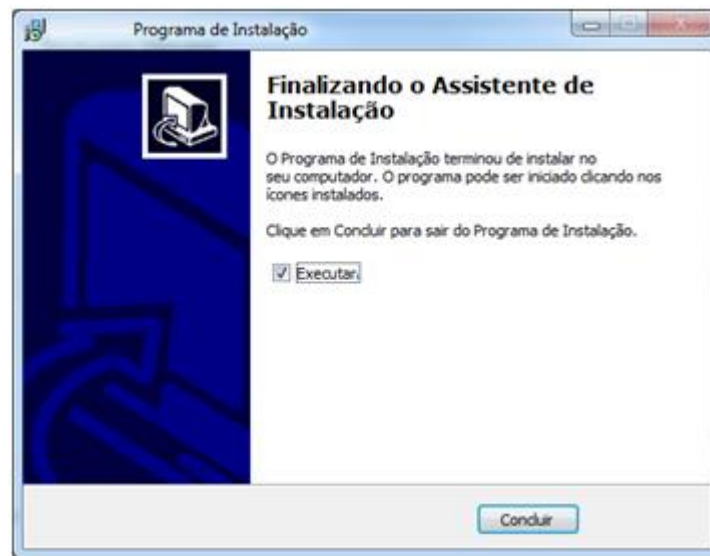 Programa de Instalação
Finalizando o Assistente de
Instalação
O Programa de Instalação terminou de instalar no
seu computador. O programa pode ser iniciado clicando nos
ícones instalados.
Clique em Concluir para sair do Programa de Instalação.
Executar.
Concluir